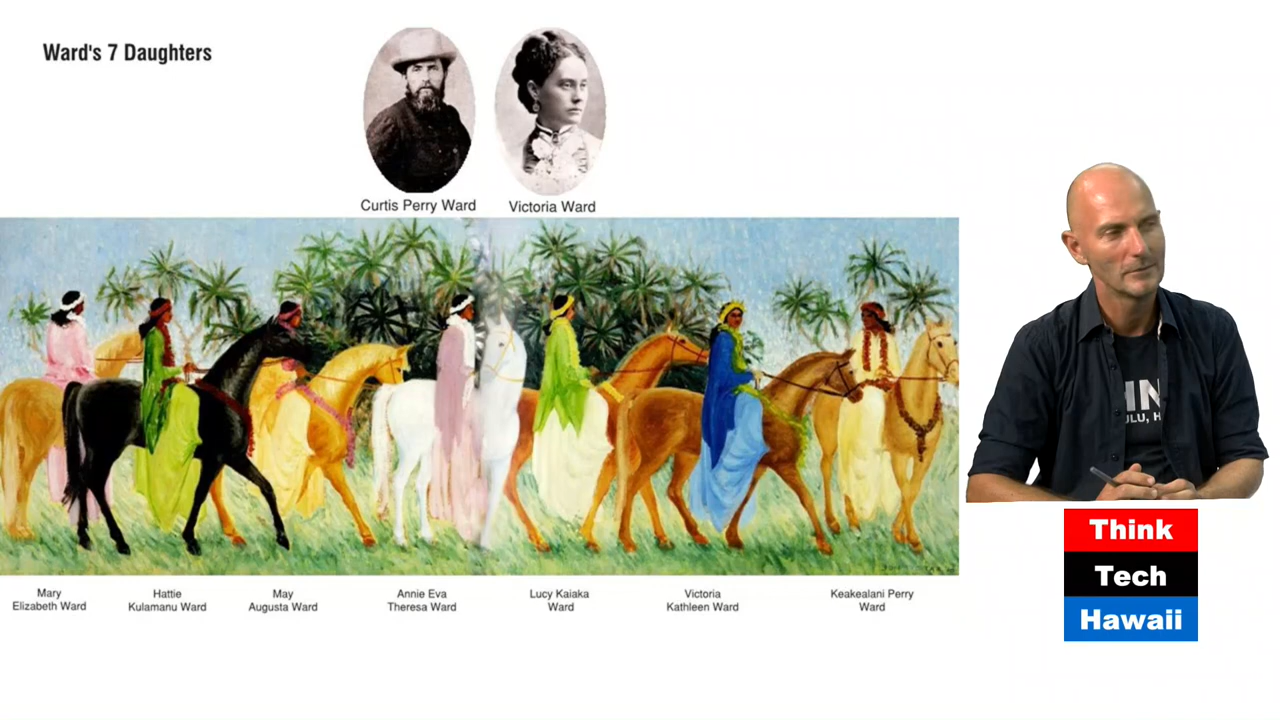 Ward's 7 Daughters
Curtis Perry Ward
Victoria Ward
Mary
Elizabeth Ward
Hattie
Kulamanu Ward
May
Augusta Ward
Annie Eva
Theresa Ward
Lucy Kaiaka
Ward
Victoria
Kathleen Ward
Keakealani Perry
Ward
Think
Tech
Hawaii